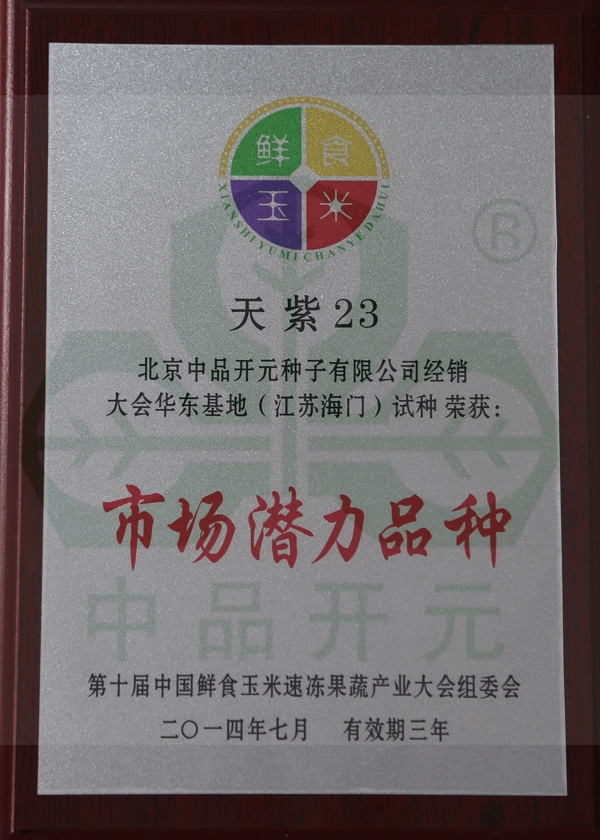 鲜食
玉米
XIANSHI YUMI CHANYE DAHUI
®
天紫23
北京中品开元种子有限公司经销
大会华东基地（江苏海门）试种 荣获：
市场潜力品种
中品开元
第十届中国鲜食玉米速冻果蔬产业大会组委会
二〇一四年七月 有效期三年